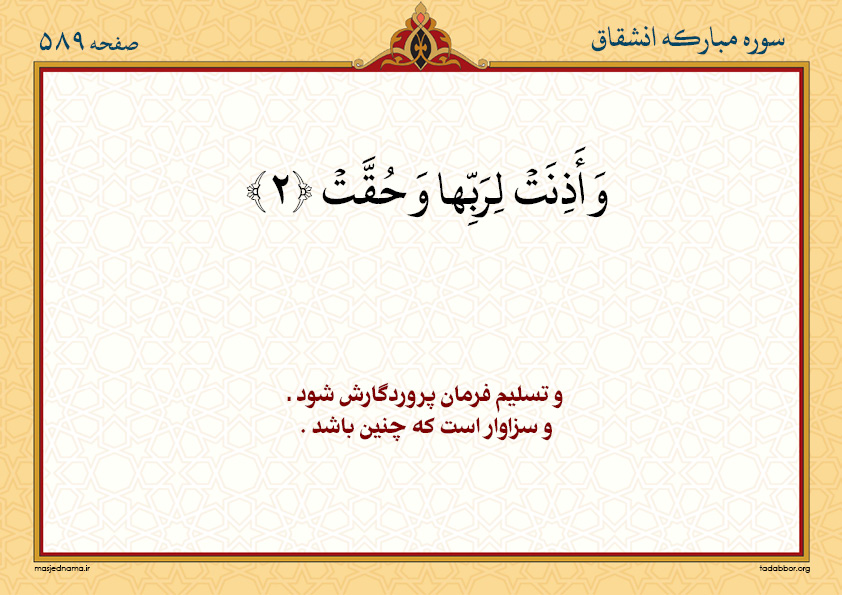 سوره مبارکه انشقاق
صفحه ۵۸۹
وَ أَذِنَتْ لِرَبِّها وَ حُقَّتْ ﴿۲﴾
و تسلیم فرمان پروردگارش شود .
و سزاوار است که چنین باشد .
masjednama.ir
tadabbor.org